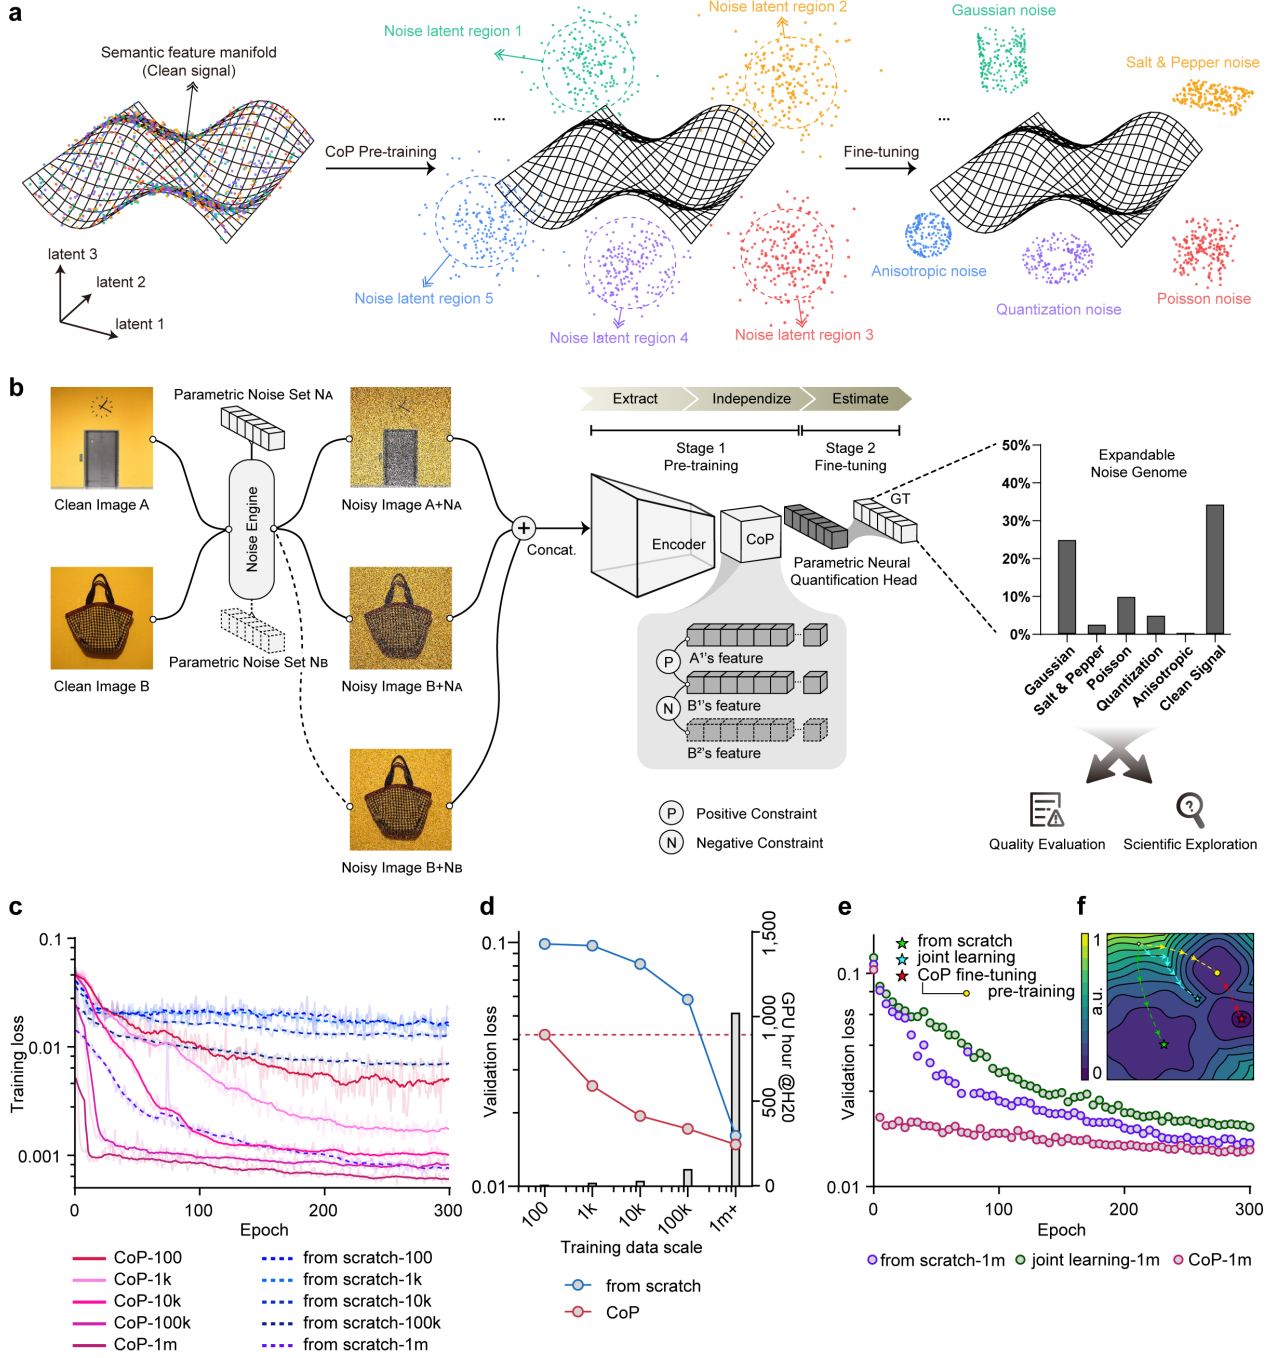 a
Semantic feature manifold
(Clean signal)
latent 3
latent 2
latent 1
CoP Pre-training
Noise latent region 1
Noise latent region 2
...
Noise latent region 5
Noise latent region 4
Noise latent region 3
Fine-tuning
Gaussian noise
Salt & Pepper noise
...
Anisotropic noise
Quantization noise
Poisson noise
b
Clean Image A
Clean Image B
Parametric Noise Set NA
Noise Engine
Parametric Noise Set NB
Noisy Image A+NA
Noisy Image B+NA
Noisy Image B+NB
+
Concat.
Extract
Independize
Estimate
Stage 1
Pre-training
Stage 2
Fine-tuning
Encoder
CoP
GT
Parametric Neural
Quantification Head
P
N
A¹'s feature
B¹'s feature
B²'s feature
P Positive Constraint
N Negative Constraint
Expandable
Noise Genome
50%
40%
30%
20%
10%
0%
Gaussian
Salt & Pepper
Poisson
Quantization
Anisotropic
Clean Signal
Quality Evaluation
Scientific Exploration
c
Training loss
0.1
0.01
0.001
0
100
200
300
Epoch
CoP-100
CoP-1k
CoP-10k
CoP-100k
CoP-1m
from scratch-100
from scratch-1k
from scratch-10k
from scratch-100k
from scratch-1m
d
Validation loss
0.1
0.01
1,500
1,000
500
0
GPU hour @H20
100
1k
10k
100k
1m+
Training data scale
from scratch
CoP
e
Validation loss
0.1
0.01
0
100
200
300
Epoch
from scratch
joint learning
CoP fine-tuning
pre-training
from scratch-1m
joint learning-1m
CoP-1m
f
1
a.u.
0